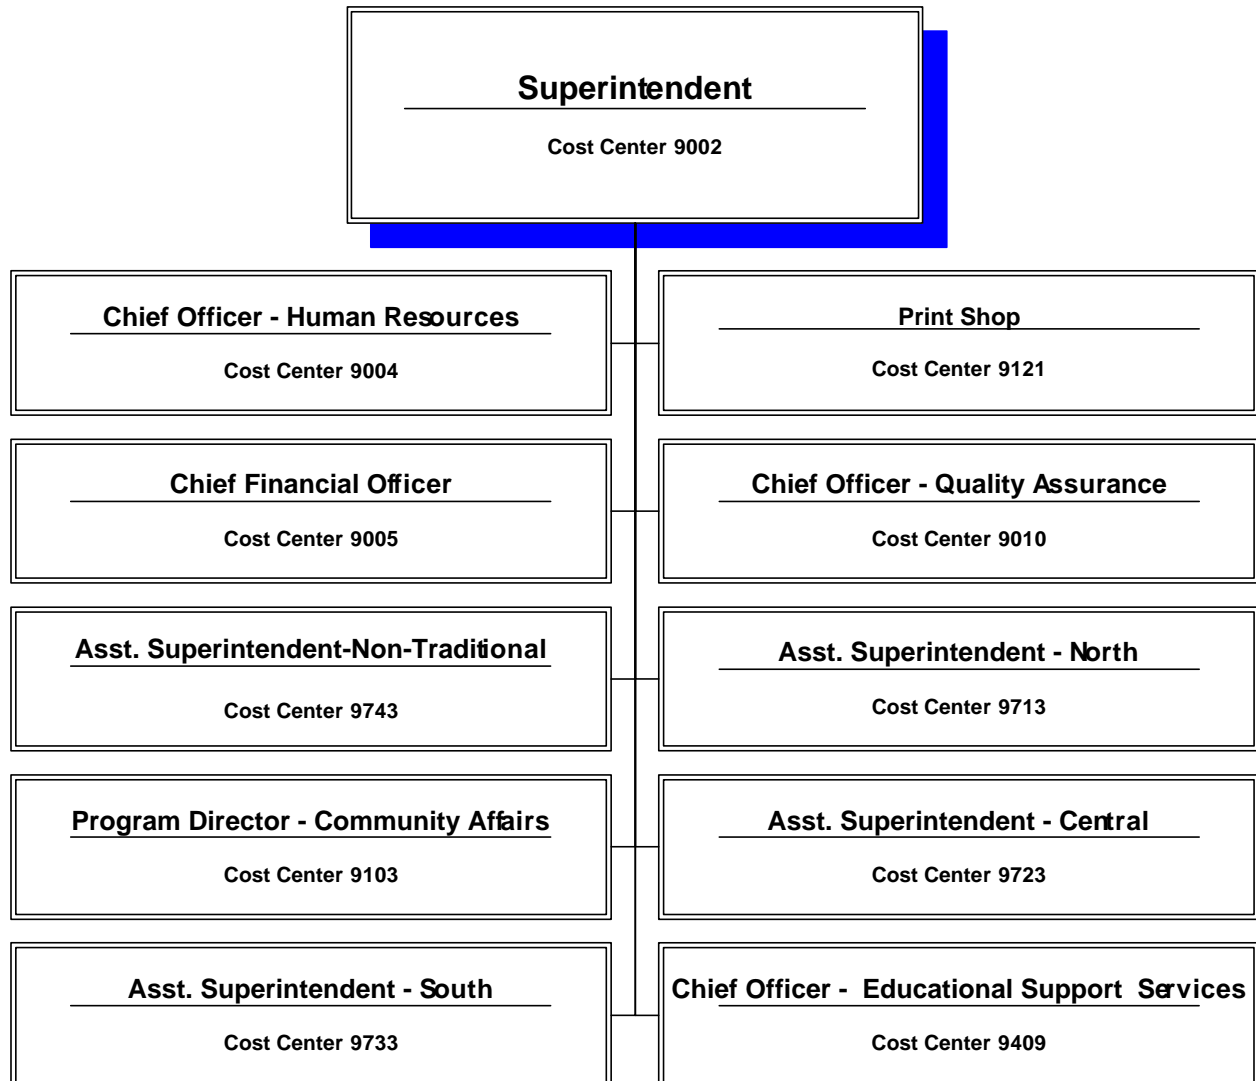 Superintendent
Cost Center 9002
Chief Officer - Human Resources
Cost Center 9004
Print Shop
Cost Center 9121
Chief Financial Officer
Cost Center 9005
Chief Officer - Quality Assurance
Cost Center 9010
Asst. Superintendent-Non-Traditional
Cost Center 9743
Asst. Superintendent - North
Cost Center 9713
Program Director - Community Affairs
Cost Center 9103
Asst. Superintendent - Central
Cost Center 9723
Asst. Superintendent - South
Cost Center 9733
Chief Officer - Educational Support Services
Cost Center 9409